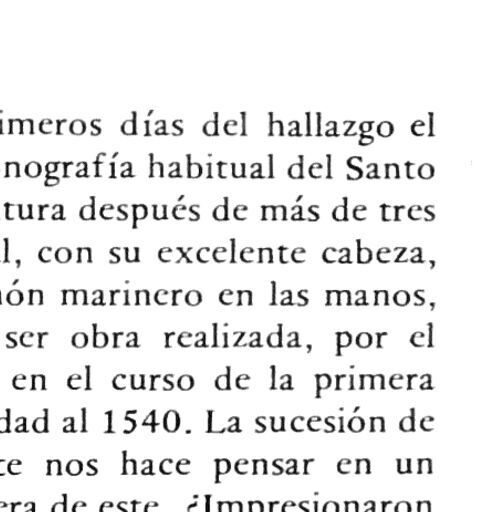 imeros días del hallazgo el
nografía habitual del Santo
tura después de más de tres
l, con su excelente cabeza,
ón marinero en las manos,
ser obra realizada, por el
en el curso de la primera
dad al 1540. La sucesión de
te nos hace pensar en un
era de este. ¿Impresionaron